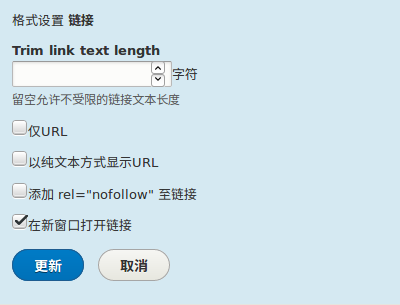 格式设置 链接
Trim link text length
字符
留空允许不受限的链接文本长度
仅URL
以纯文本方式显示URL
添加 rel="nofollow" 至链接
在新窗口打开链接
更新 取消